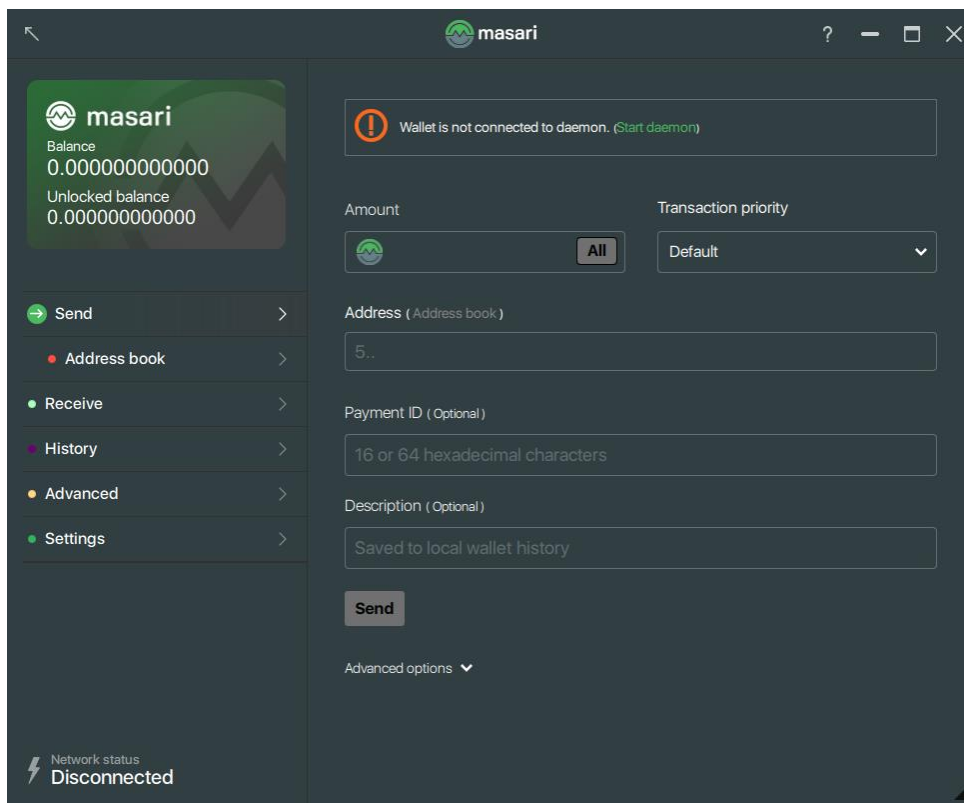 masari
?
masari
Balance
0.000000000000
Unlocked balance
0.000000000000
Send
Address book
Receive
History
Advanced
Settings
Network status
Disconnected
Wallet is not connected to daemon. (Start daemon)
Amount
All
Transaction priority
Default
Address ( Address book )
5..
Payment ID ( Optional )
16 or 64 hexadecimal characters
Description ( Optional )
Saved to local wallet history
Send
Advanced options